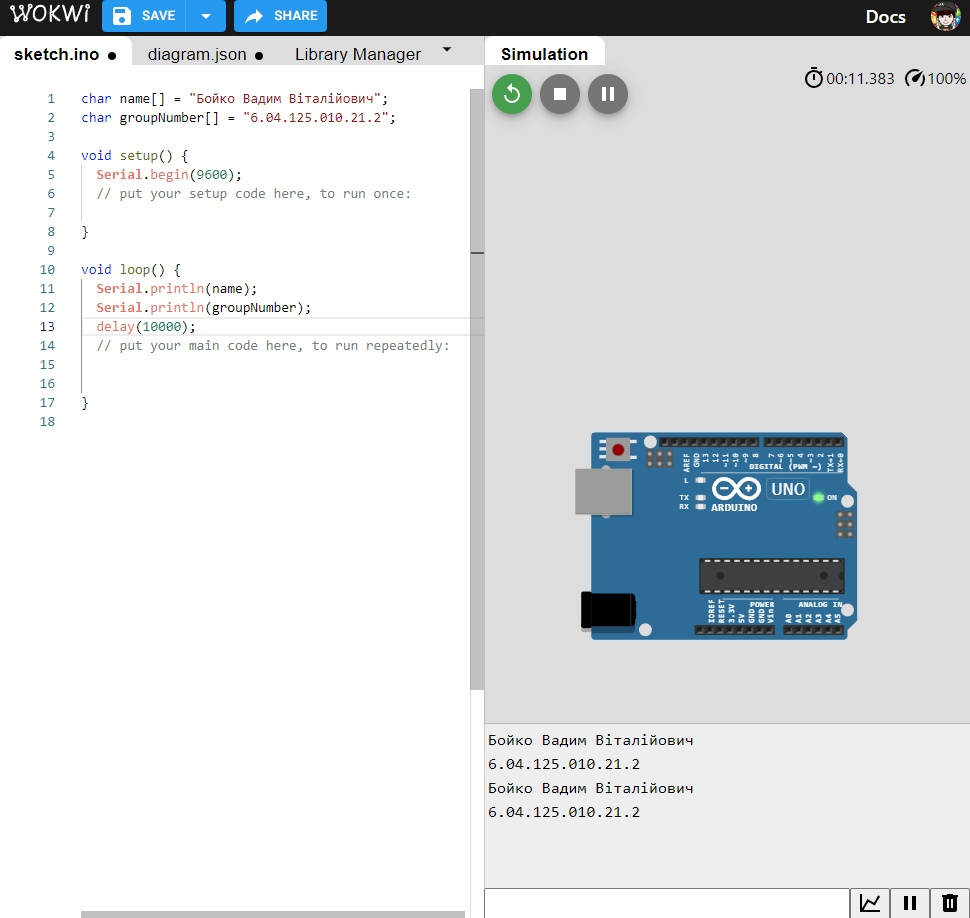 WOKWI SAVE SHARE Docs
sketch.ino ● diagram.json ● Library Manager
Simulation
00:11.383 100%
1 char name[] = "Бойко Вадим Віталійович";
2 char groupNumber[] = "6.04.125.010.21.2";
3
4 void setup() {
5 Serial.begin(9600);
6 // put your setup code here, to run once:
7
8 }
9
10 void loop() {
11 Serial.println(name);
12 Serial.println(groupNumber);
13 delay(10000);
14 // put your main code here, to run repeatedly:
15
16
17 }
18
AREF GND 13 12 ~11 ~10 ~9 8 7 ~6 ~5 4 ~3 2 TX→1 RX←0
DIGITAL (PWM ~)
L
TX
RX
UNO
ON
ARDUINO
POWER
ANALOG IN
IOREF RESET 3.3V 5V GND GND Vin A0 A1 A2 A3 A4 A5
Бойко Вадим Віталійович
6.04.125.010.21.2
Бойко Вадим Віталійович
6.04.125.010.21.2